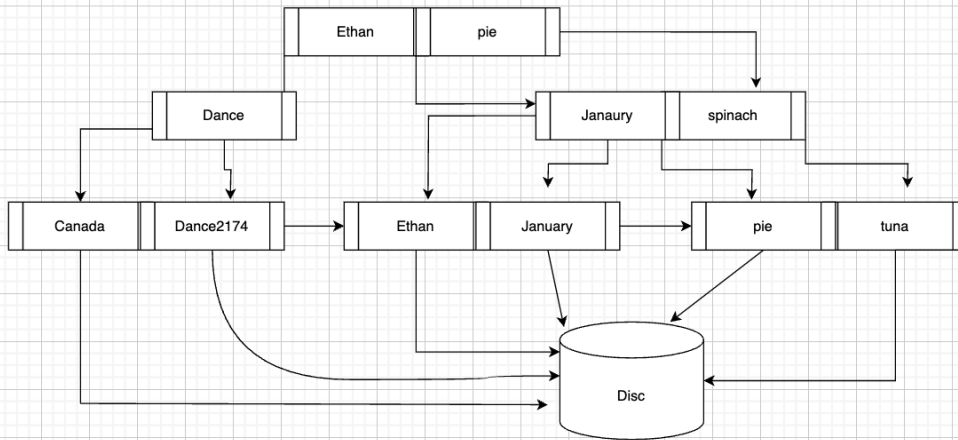 Ethan pie
Dance
Janaury spinach
Canada Dance2174 Ethan January pie tuna
Disc